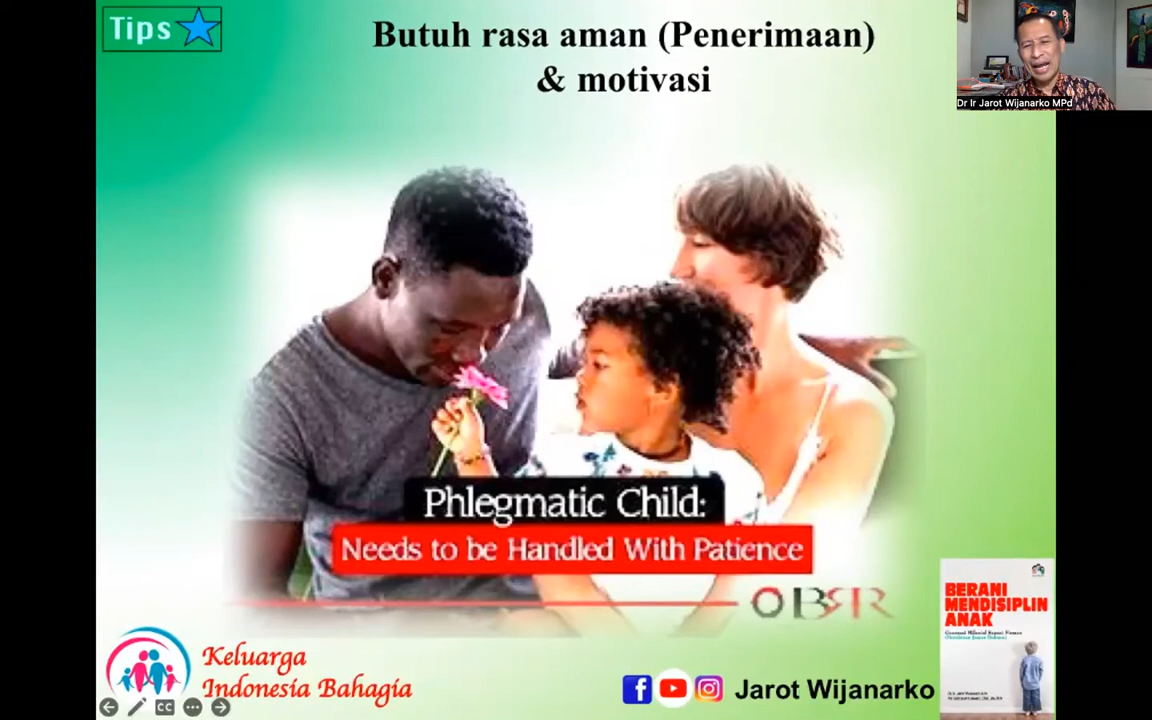 Tips
Butuh rasa aman (Penerimaan)
& motivasi
Dr Ir Jarot Wijanarko MPd
Phlegmatic Child:
Needs to be Handled With Patience
Keluarga
Indonesia Bahagia
CC
Jarot Wijanarko
BERANI
MENDISIPLIN
ANAK